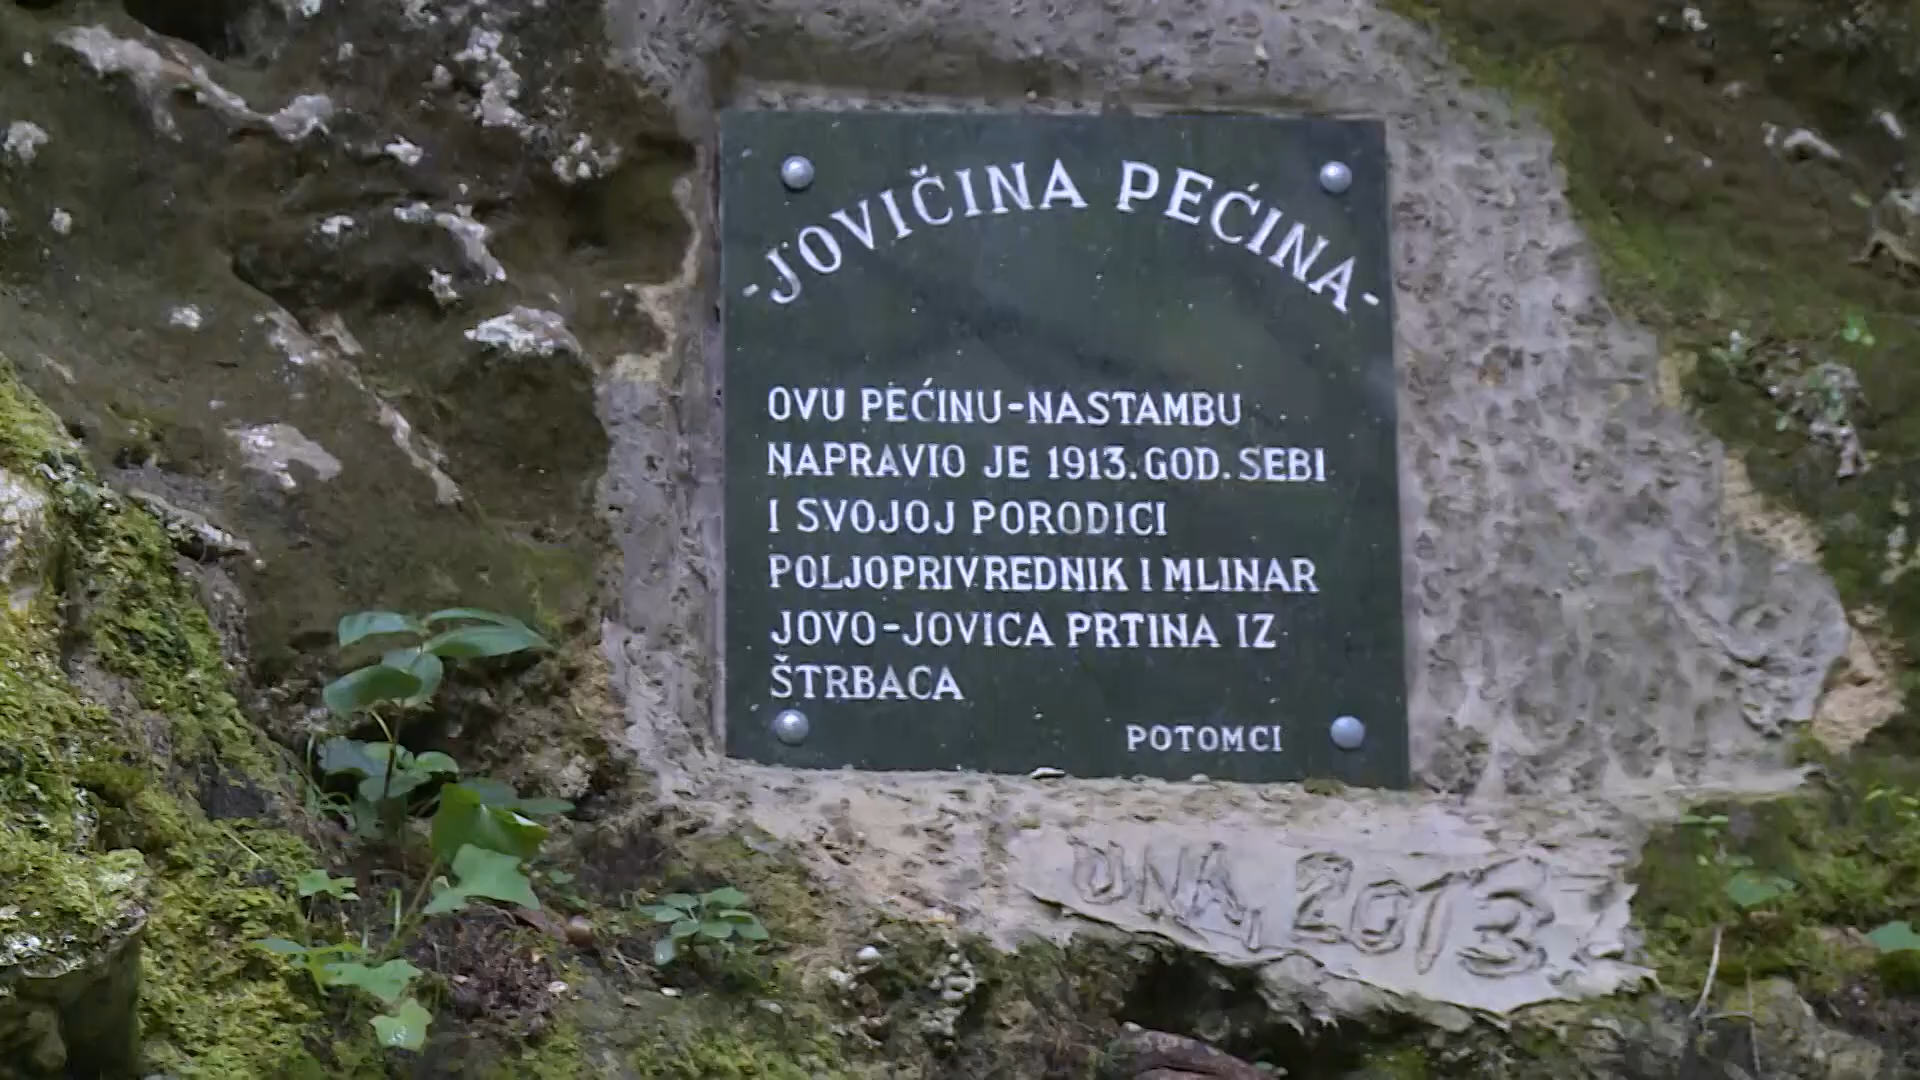 -JOVIČINA PEĆINA-
OVU PEĆINU-NASTAMBU
NAPRAVIO JE 1913.GOD. SEBI
I SVOJOJ PORODICI
POLJOPRIVREDNIK I MLINAR
JOVO-JOVICA PRTINA IZ
ŠTRBACA
POTOMCI
UNA, 2013